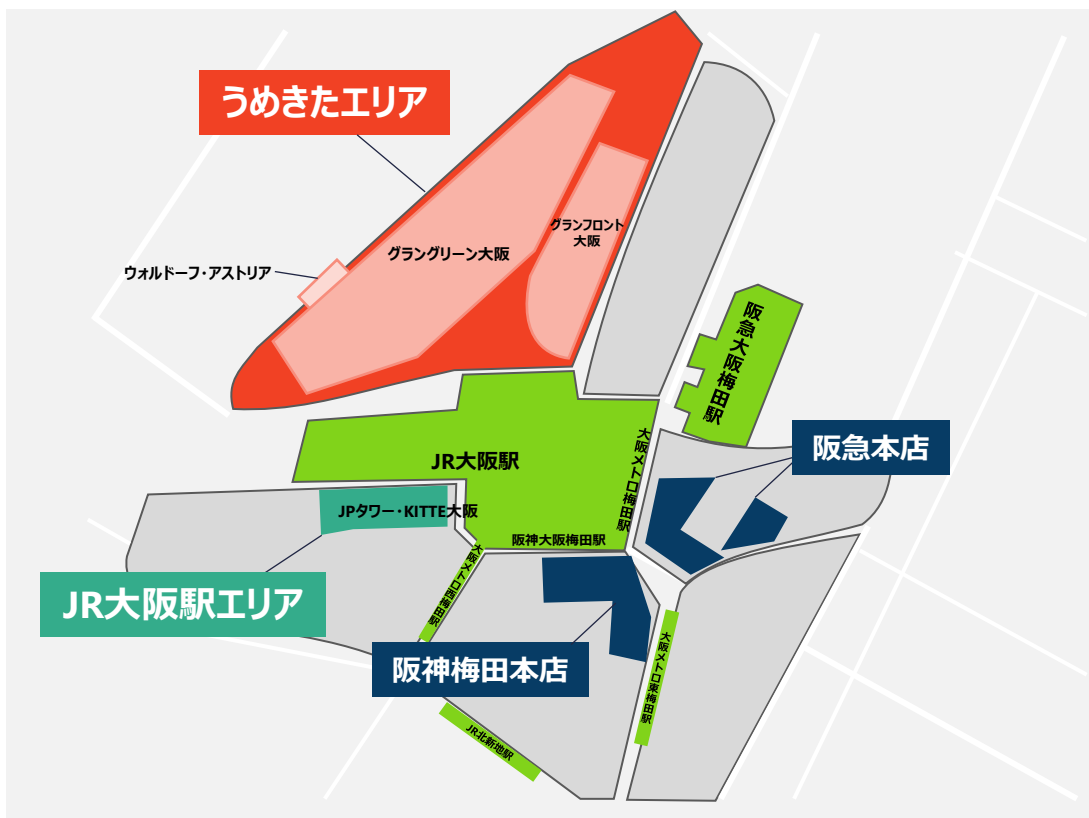 うめきたエリア
グランフロント
大阪
グラングリーン大阪
ウォルドーフ・アストリア
阪急大阪梅田駅
阪急本店
大阪メトロ梅田駅
JR大阪駅
JPタワー・KITTE大阪
阪神大阪梅田駅
大阪メトロ西梅田駅
JR大阪駅エリア
阪神梅田本店
大阪メトロ東梅田駅
JR北新地駅